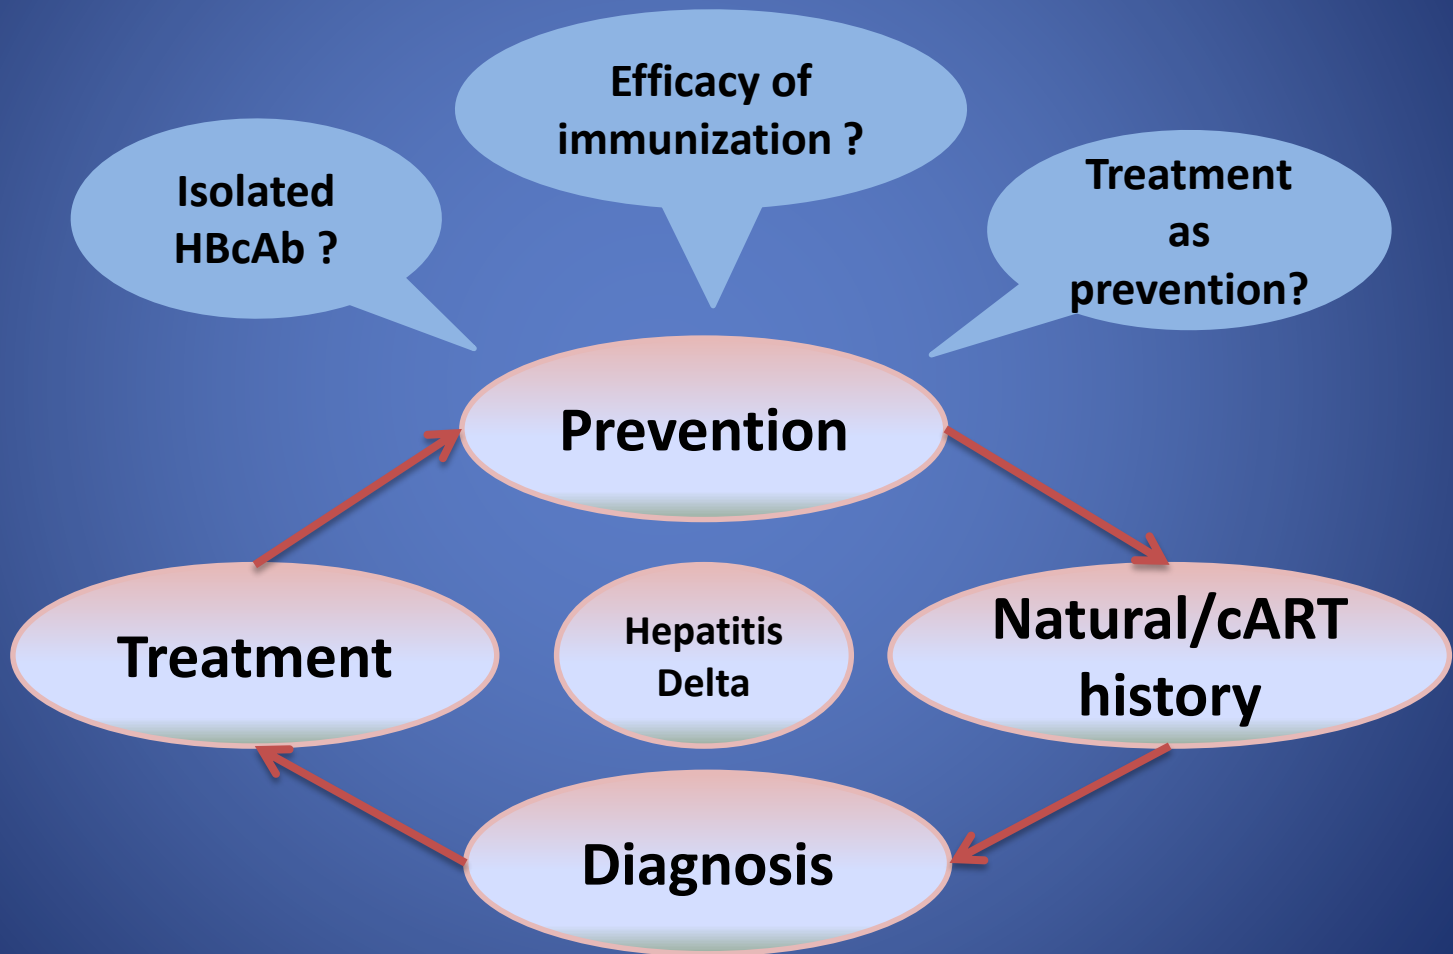 Efficacy of
immunization ?
Isolated
HBcAb ?
Treatment
as
prevention?
Prevention
Treatment
Hepatitis
Delta
Natural/cART
history
Diagnosis